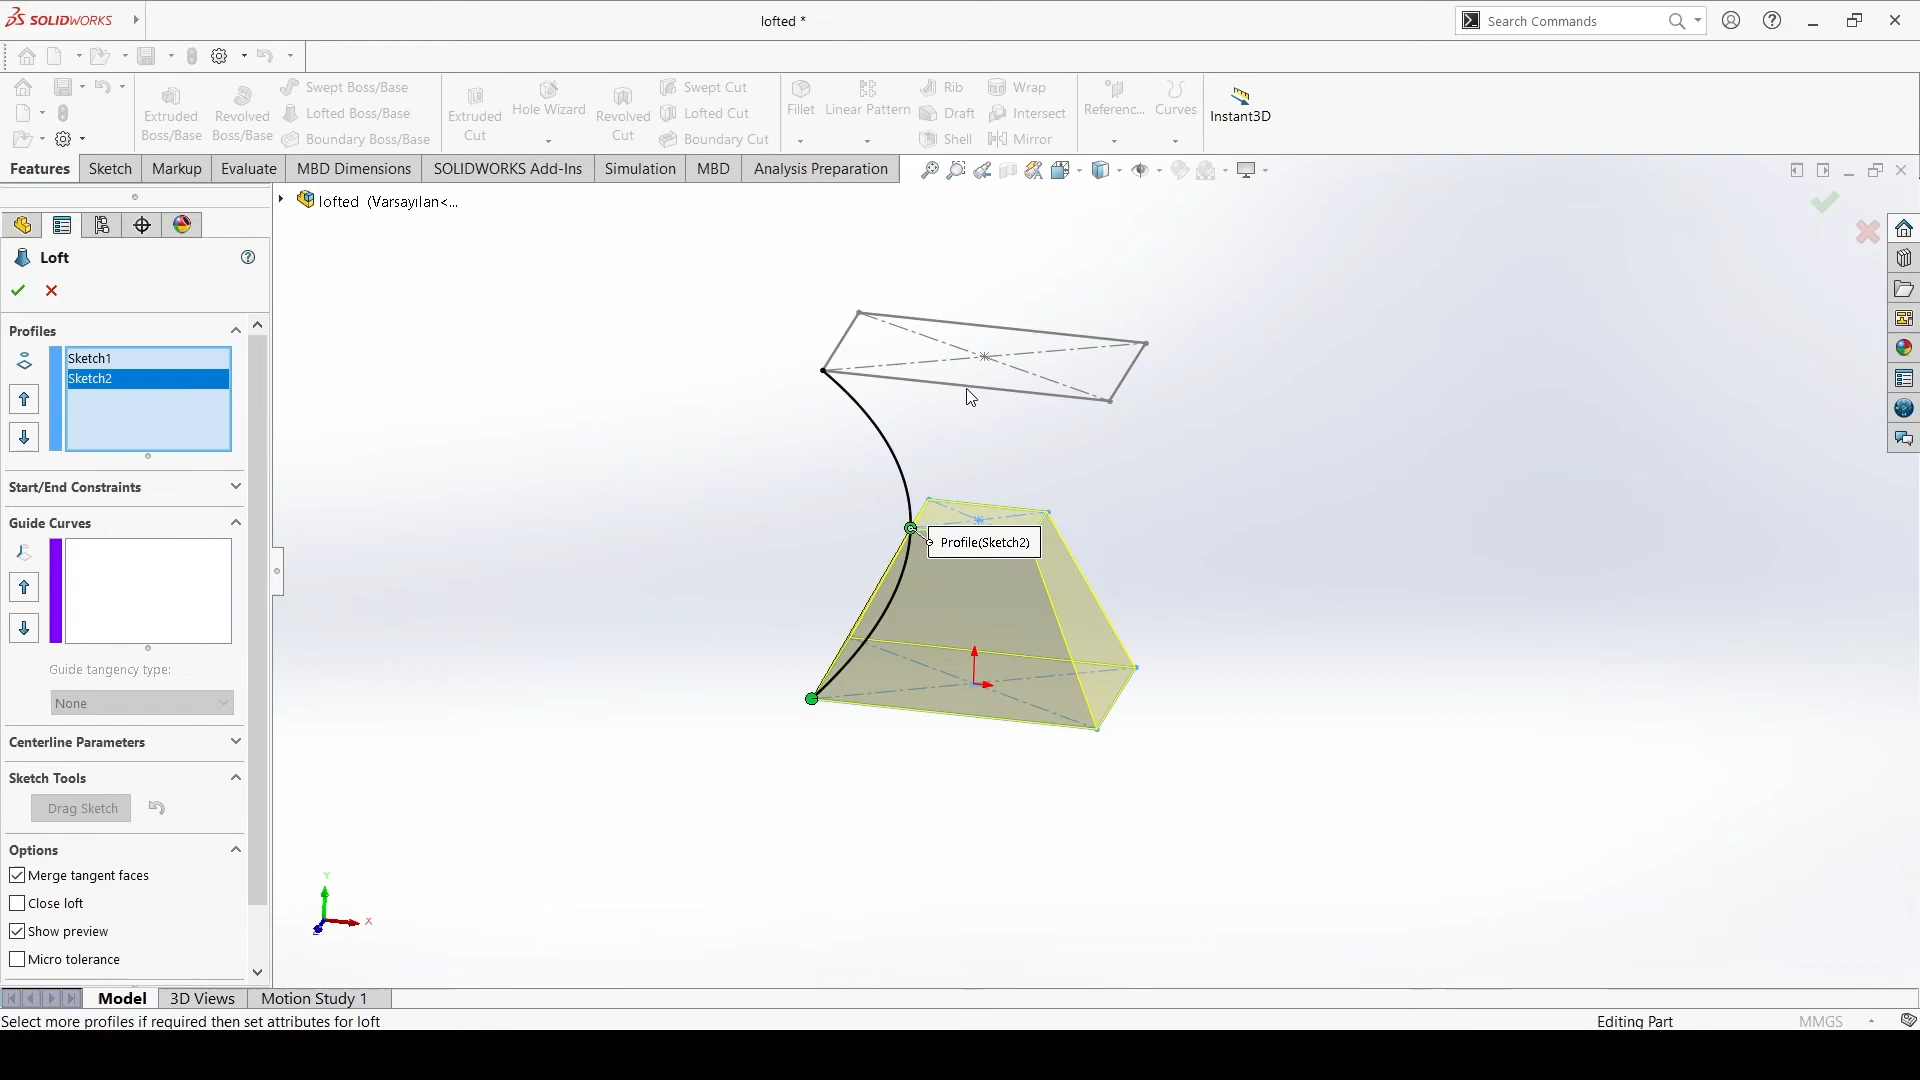 SOLIDWORKS
lofted *
Search Commands
Extruded Boss/Base
Revolved Boss/Base
Swept Boss/Base
Lofted Boss/Base
Boundary Boss/Base
Extruded Cut
Hole Wizard
Revolved Cut
Swept Cut
Lofted Cut
Boundary Cut
Fillet
Linear Pattern
Rib
Draft
Shell
Wrap
Intersect
Mirror
Referenc...
Curves
Instant3D
Features
Sketch
Markup
Evaluate
MBD Dimensions
SOLIDWORKS Add-Ins
Simulation
MBD
Analysis Preparation
lofted (Varsayılan<...
Loft
Profiles
Sketch1
Sketch2
Start/End Constraints
Guide Curves
Guide tangency type:
None
Centerline Parameters
Sketch Tools
Drag Sketch
Options
Merge tangent faces
Close loft
Show preview
Micro tolerance
Profile(Sketch2)
Y
X
Model
3D Views
Motion Study 1
Select more profiles if required then set attributes for loft
Editing Part
MMGS